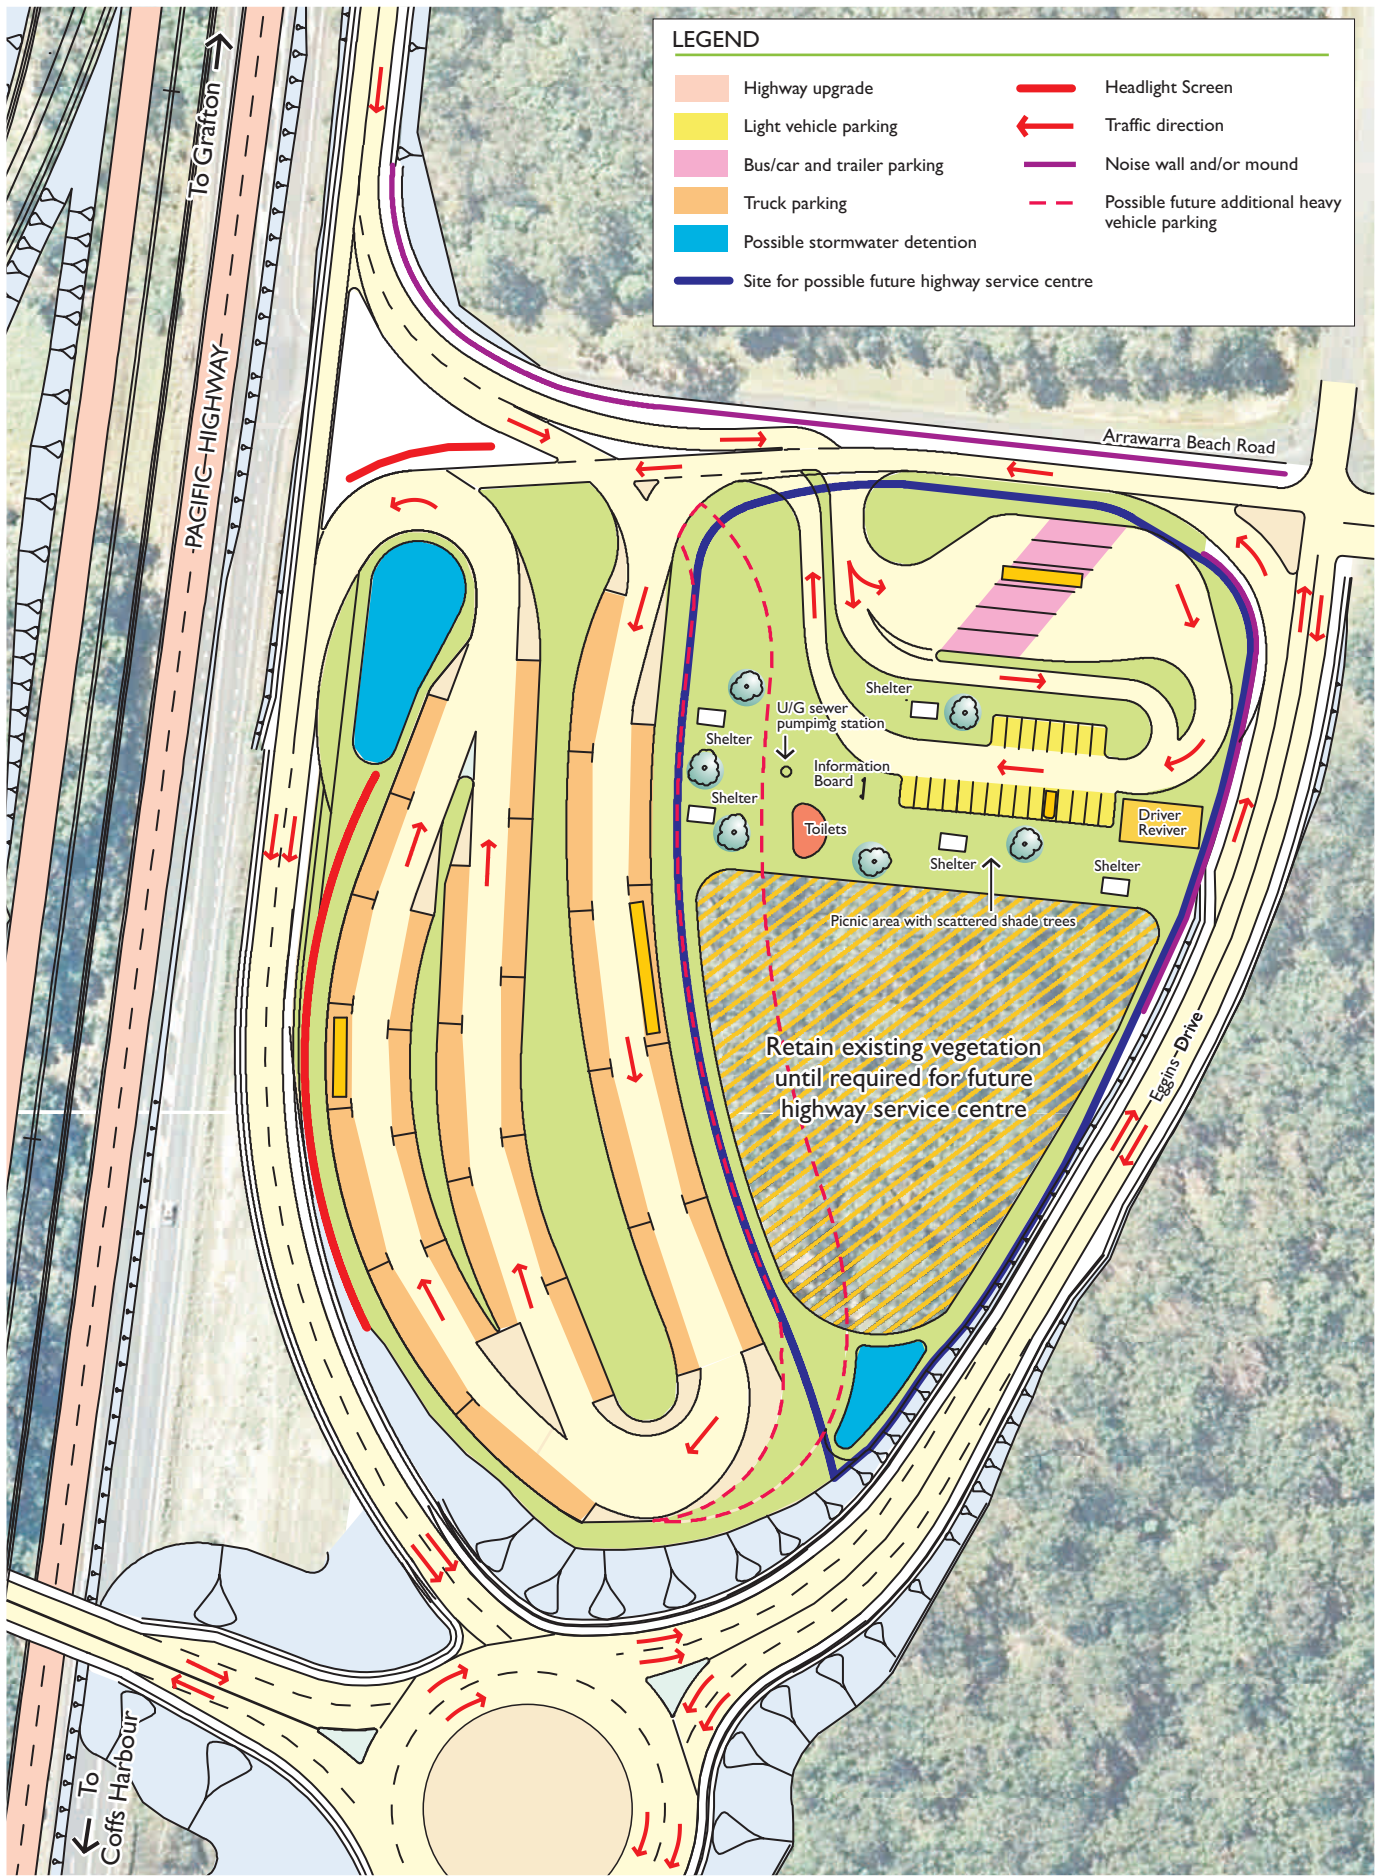 LEGEND
Highway upgrade
Light vehicle parking
Bus/car and trailer parking
Truck parking
Possible stormwater detention
Site for possible future highway service centre
Headlight Screen
Traffic direction
Noise wall and/or mound
Possible future additional heavy
vehicle parking
To Grafton
PACIFIC HIGHWAY
Arrawarra Beach Road
Shelter
U/G sewer
pumpimg station
Shelter
Information
Board
Shelter
Toilets
Driver
Reviver
Shelter
Shelter
Picnic area with scattered shade trees
Retain existing vegetation
until required for future
highway service centre
Eggins Drive
To
Coffs Harbour